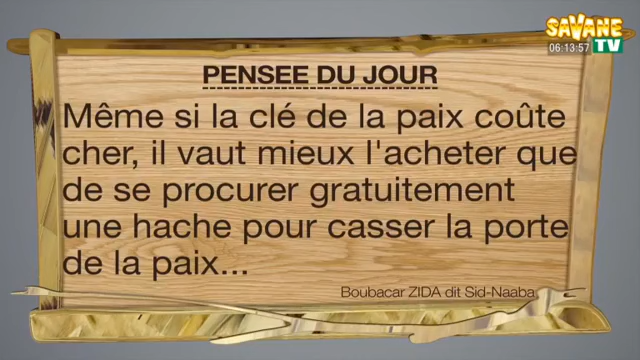 SAVANE
TV
06:13:57
PENSEE DU JOUR
Même si la clé de la paix coûte
cher, il vaut mieux l'acheter que
de se procurer gratuitement
une hache pour casser la porte
de la paix...
Boubacar ZIDA dit Sid-Naaba